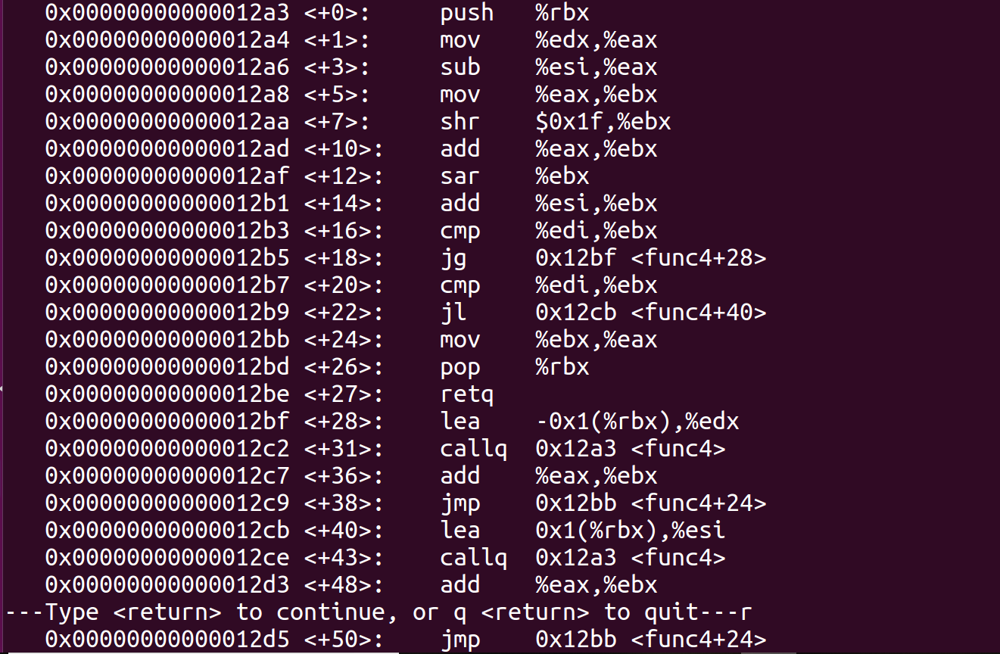 0x00000000000012a3 <+0>: push %rbx
0x00000000000012a4 <+1>: mov %edx,%eax
0x00000000000012a6 <+3>: sub %esi,%eax
0x00000000000012a8 <+5>: mov %eax,%ebx
0x00000000000012aa <+7>: shr $0x1f,%ebx
0x00000000000012ad <+10>: add %eax,%ebx
0x00000000000012af <+12>: sar %ebx
0x00000000000012b1 <+14>: add %esi,%ebx
0x00000000000012b3 <+16>: cmp %edi,%ebx
0x00000000000012b5 <+18>: jg 0x12bf <func4+28>
0x00000000000012b7 <+20>: cmp %edi,%ebx
0x00000000000012b9 <+22>: jl 0x12cb <func4+40>
0x00000000000012bb <+24>: mov %ebx,%eax
0x00000000000012bd <+26>: pop %rbx
0x00000000000012be <+27>: retq
0x00000000000012bf <+28>: lea -0x1(%rbx),%edx
0x00000000000012c2 <+31>: callq 0x12a3 <func4>
0x00000000000012c7 <+36>: add %eax,%ebx
0x00000000000012c9 <+38>: jmp 0x12bb <func4+24>
0x00000000000012cb <+40>: lea 0x1(%rbx),%esi
0x00000000000012ce <+43>: callq 0x12a3 <func4>
0x00000000000012d3 <+48>: add %eax,%ebx
---Type <return> to continue, or q <return> to quit---r
0x00000000000012d5 <+50>: jmp 0x12bb <func4+24>